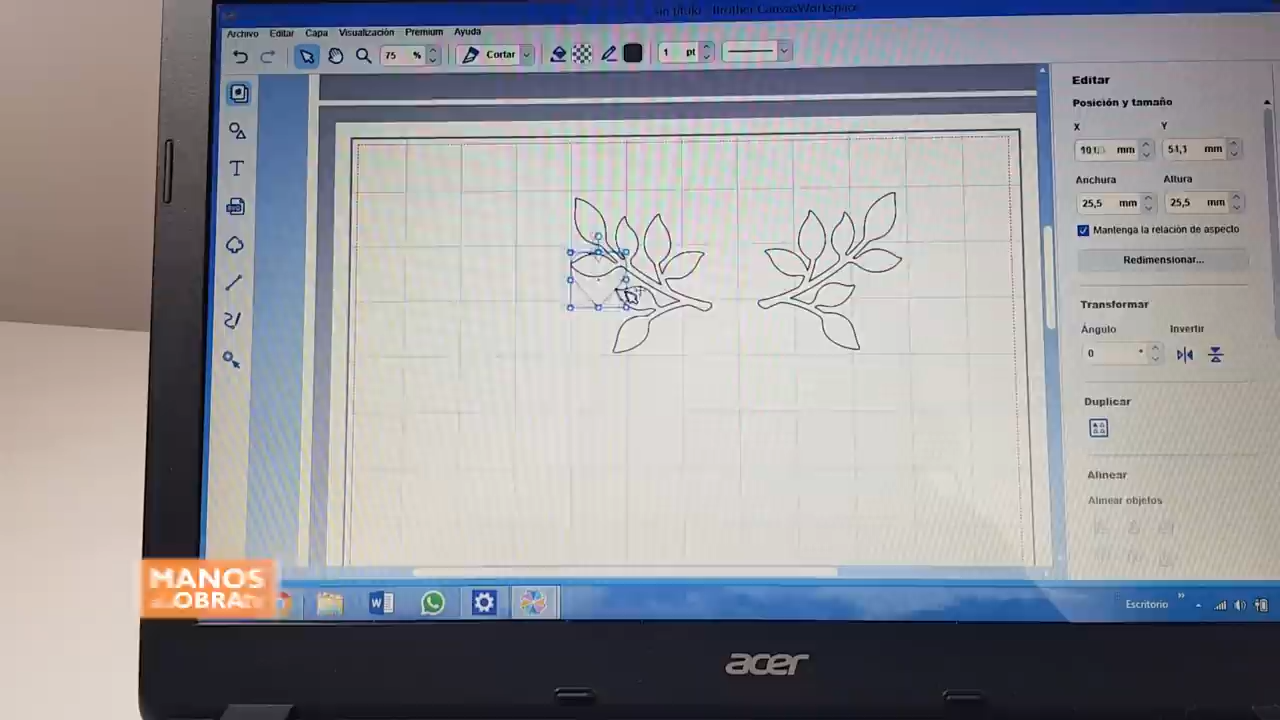 sin título - Brother CanvasWorkspace
Archivo Editar Capa Visualización Premium Ayuda
75 % Cortar 1 pt
T
Editar
Posición y tamaño
X Y
mm 51,1 mm
Anchura Altura
25,5 mm 25,5 mm
Mantenga la relación de aspecto
Redimensionar...
Transformar
Ángulo Invertir
0 °
Duplicar
Alinear
Alinear objetos
MANOS
OBRA
Escritorio
acer